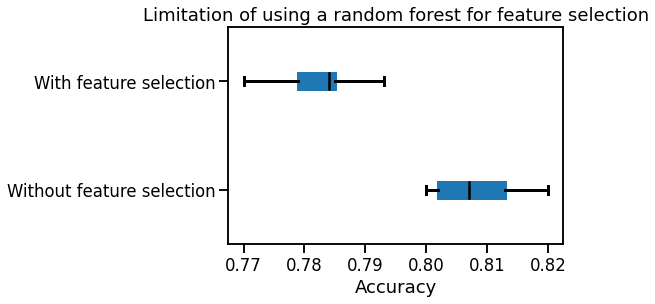 Limitation of using a random forest for feature selection
With feature selection
Without feature selection
0.77 0.78 0.79 0.80 0.81 0.82
Accuracy